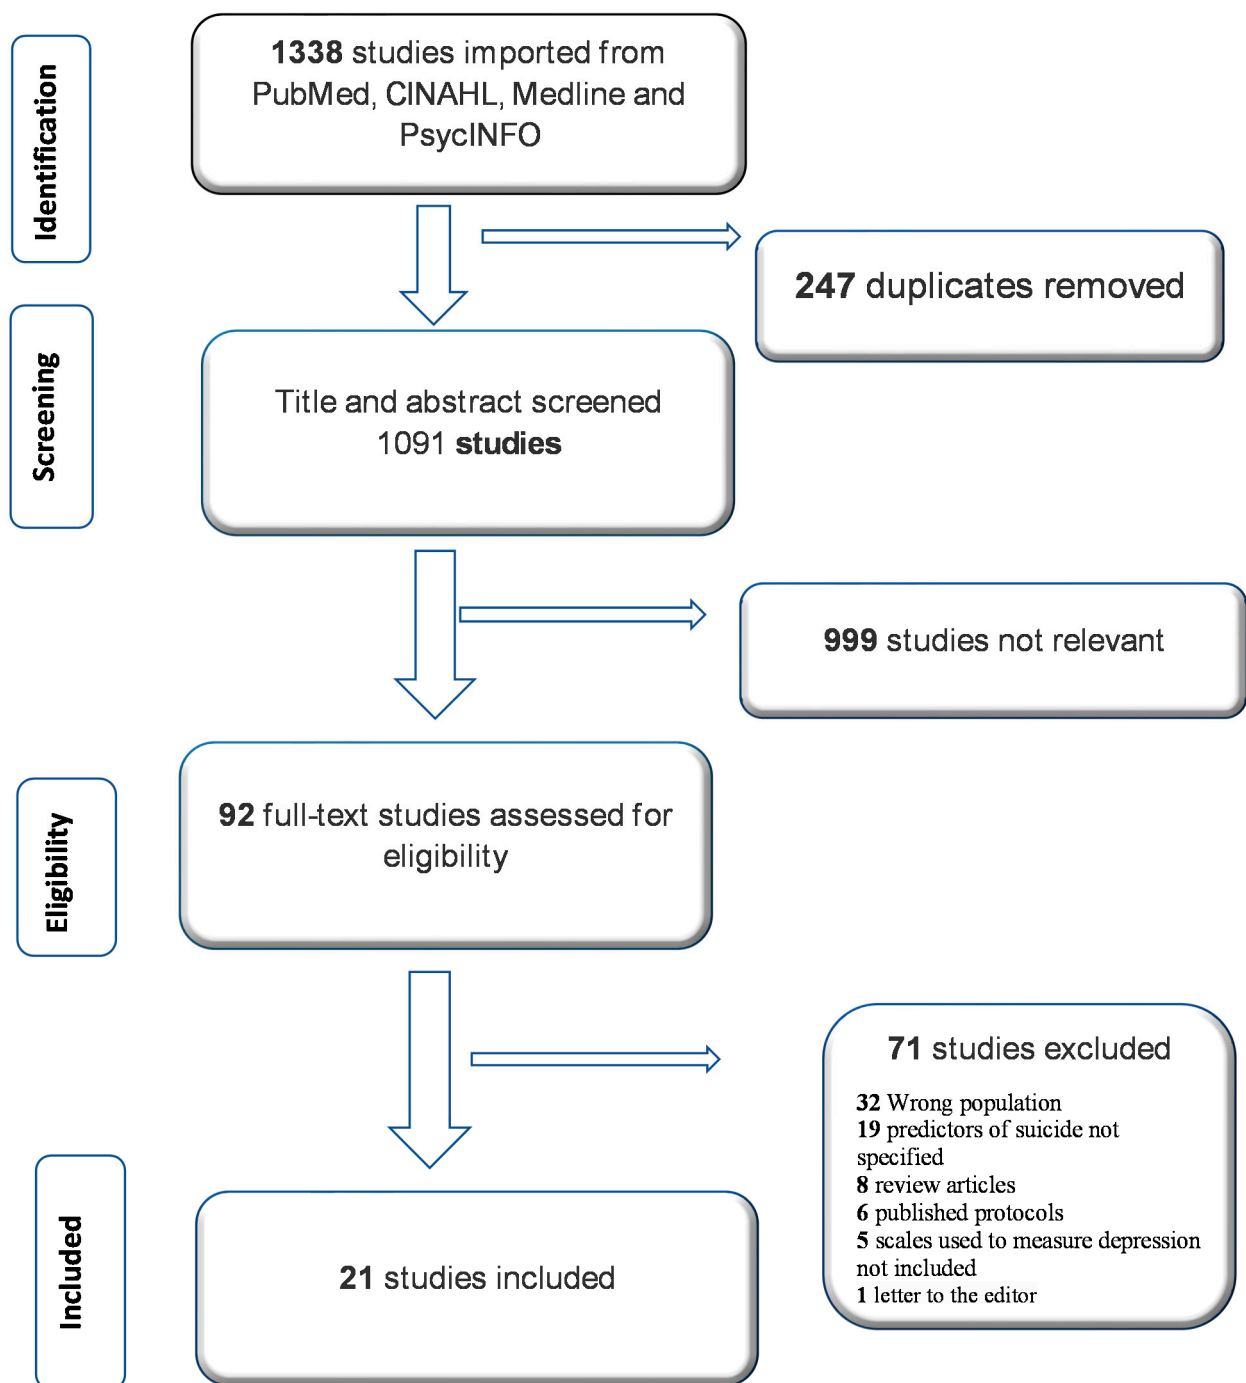 Identification
1338 studies imported from
PubMed, CINAHL, Medline and
PsycINFO
247 duplicates removed
Screening
Title and abstract screened
1091 studies
999 studies not relevant
Eligibility
92 full-text studies assessed for
eligibility
71 studies excluded
32 Wrong population
19 predictors of suicide not
specified
8 review articles
6 published protocols
5 scales used to measure depression
not included
1 letter to the editor
Included
21 studies included